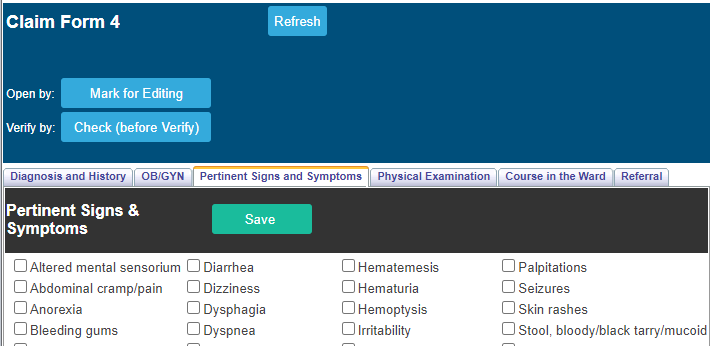 Claim Form 4
Refresh
Open by: Mark for Editing
Verify by: Check (before Verify)
Diagnosis and History OB/GYN Pertinent Signs and Symptoms Physical Examination Course in the Ward Referral
Pertinent Signs &
Symptoms
Save
Altered mental sensorium Diarrhea Hematemesis Palpitations
Abdominal cramp/pain Dizziness Hematuria Seizures
Anorexia Dysphagia Hemoptysis Skin rashes
Bleeding gums Dyspnea Irritability Stool, bloody/black tarry/mucoid